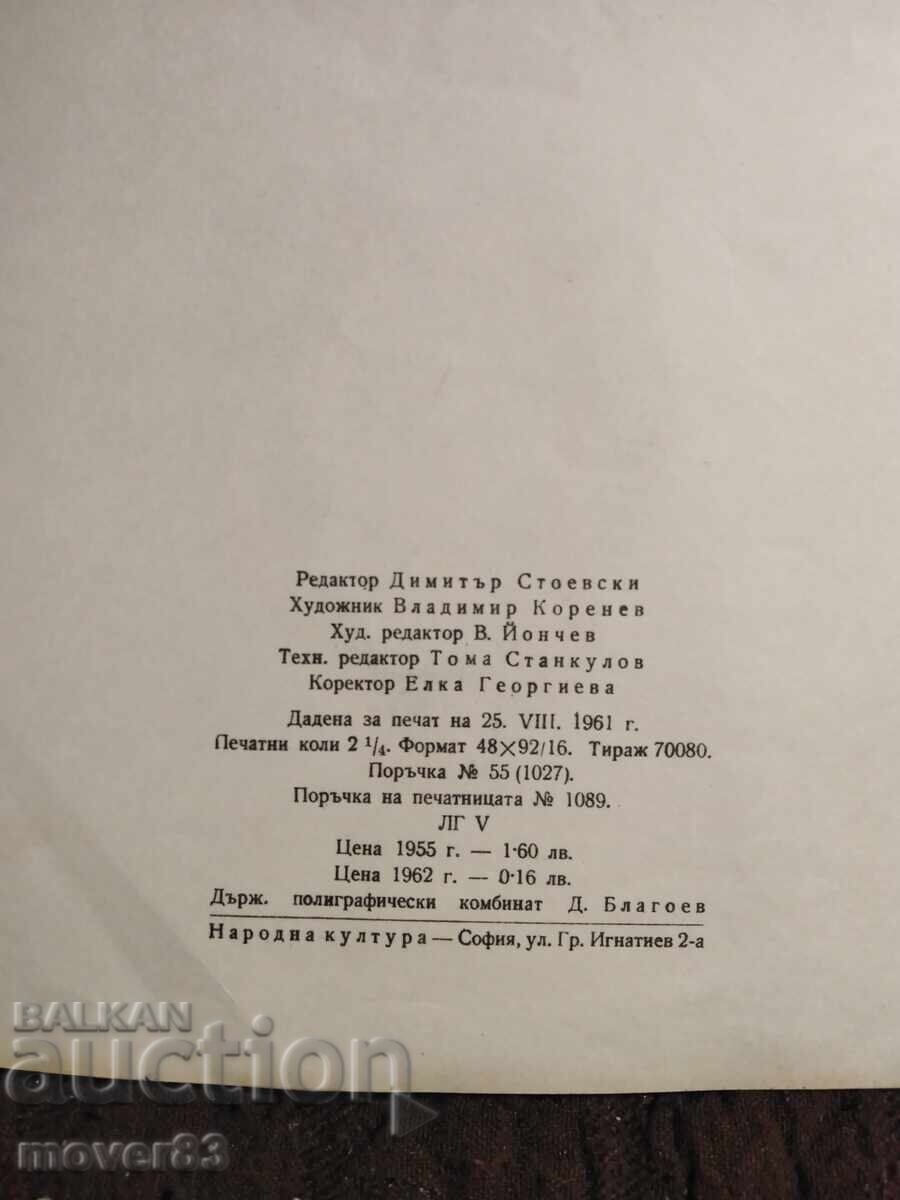 Редактор Димитър Стоевски
Художник Владимир Коренев
Худ. редактор В. Йончев
Техн. редактор Тома Станкулов
Коректор Елка Георгиева
Дадена за печат на 25. VIII. 1961 г.
Печатни коли 2 1/4. Формат 48×92/16. Тираж 70080.
Поръчка № 55 (1027).
Поръчка на печатницата № 1089.
ЛГ V
Цена 1955 г. — 1·60 лв.
Цена 1962 г. — 0·16 лв.
Държ. полиграфически комбинат Д. Благоев
Народна култура — София, ул. Гр. Игнатиев 2-а
BALKAN
auction
mover83